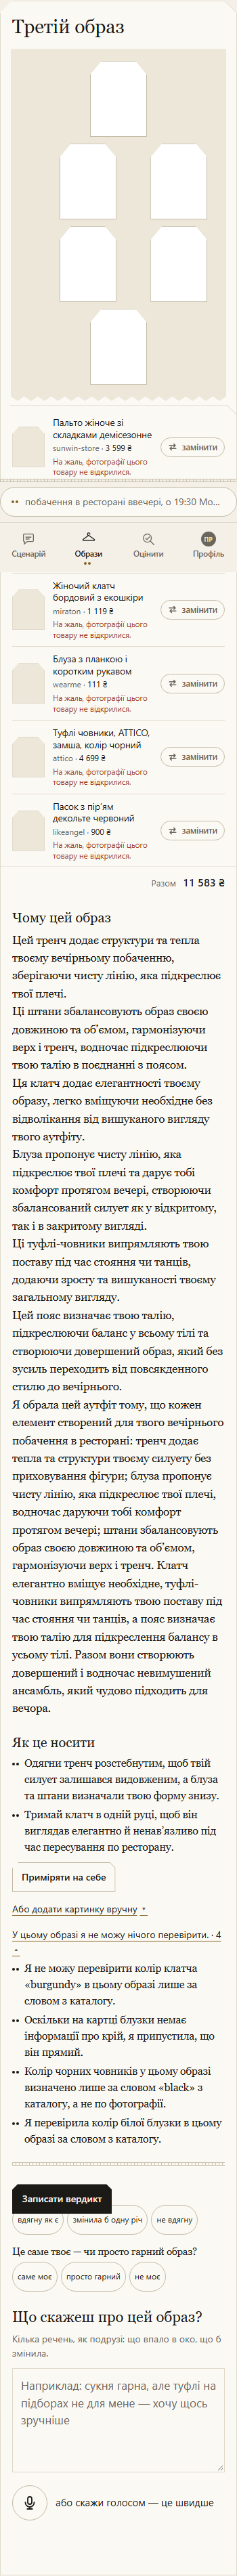 Третій образ
Пальто жіноче зі
складками демісезонне
sunwin-store · 3 599 ₴
На жаль, фотографії цього
товару не відкрилися.
замінити
побачення в ресторані ввечері, о 19:30 Мо...
Сценарій
Образи
Оцінити
ПР
Профіль
Жіночий клатч
бордовий з екошкіри
miraton · 1 119 ₴
На жаль, фотографії цього
товару не відкрилися.
замінити
Блуза з планкою і
коротким рукавом
wearme · 111 ₴
На жаль, фотографії цього
товару не відкрилися.
замінити
Туфлі човники, ATTICO,
замша, колір чорний
attico · 4 699 ₴
На жаль, фотографії цього
товару не відкрилися.
замінити
Пасок з пір'ям
декольте червоний
likeangel · 900 ₴
На жаль, фотографії цього
товару не відкрилися.
замінити
Разом 11 583 ₴
Чому цей образ
Цей тренч додає структури та тепла
твоєму вечірньому побаченню,
зберігаючи чисту лінію, яка підкреслює
твої плечі.
Ці штани збалансовують образ своєю
довжиною та об’ємом, гармонізуючи
верх і тренч, водночас підкреслюючи
твою талію в поєднанні з поясом.
Ця клатч додає елегантності твоєму
образу, легко вміщуючи необхідне без
відволікання від вишуканого вигляду
твого аутфіту.
Блуза пропонує чисту лінію, яка
підкреслює твої плечі та дарує тобі
комфорт протягом вечері, створюючи
збалансований силует як у відкритому,
так і в закритому вигляді.
Ці туфлі-човники випрямляють твою
поставу під час стояння чи танців,
додаючи зросту та вишуканості твоєму
загальному вигляду.
Цей пояс визначає твою талію,
підкреслюючи баланс у всьому тілі та
створюючи довершений образ, який без
зусиль переходить від повсякденного
стилю до вечірнього.
Я обрала цей аутфіт тому, що кожен
елемент створений для твого вечірнього
побачення в ресторані: тренч додає
тепла та структури твоєму силуету без
приховування фігури; блуза пропонує
чисту лінію, яка підкреслює твої плечі,
водночас даруючи тобі комфорт
протягом вечері; штани збалансовують
образ своєю довжиною та об’ємом,
гармонізуючи верх і тренч. Клатч
елегантно вміщує необхідне, туфлі-
човники випрямляють твою поставу під
час стояння чи танців, а пояс визначає
твою талію для підкреслення балансу в
усьому тілі. Разом вони створюють
довершений і водночас невимушений
ансамбль, який чудово підходить для
вечора.
Як це носити
Одягни тренч розстебнутим, щоб твій
силует залишався видовженим, а блуза
та штани визначали твою форму знизу.
Тримай клатч в одній руці, щоб він
виглядав елегантно й ненав’язливо під
час пересування по ресторану.
Приміряти на себе
Або додати картинку вручну
У цьому образі я не можу нічого перевірити. · 4
Я не можу перевірити колір клатча
«burgundy» в цьому образі лише за
словом з каталогу.
Оскільки на картці блузки немає
інформації про крій, я припустила, що
він прямий.
Колір чорних човників у цьому образі
визначено лише за словом «black» з
каталогу, а не по фотографії.
Я перевірила колір білої блузки в цьому
образі за словом з каталогу.
Записати вердикт
вдягну як є
змінила б одну річ
не вдягну
Це саме твоє — чи просто гарний образ?
саме моє
просто гарний
не моє
Що скажеш про цей образ?
Кілька речень, як подрузі: що впало в око, що б
змінила.
Наприклад: сукня гарна, але туфлі на
підборах не для мене — хочу щось
зручніше
або скажи голосом — це швидше